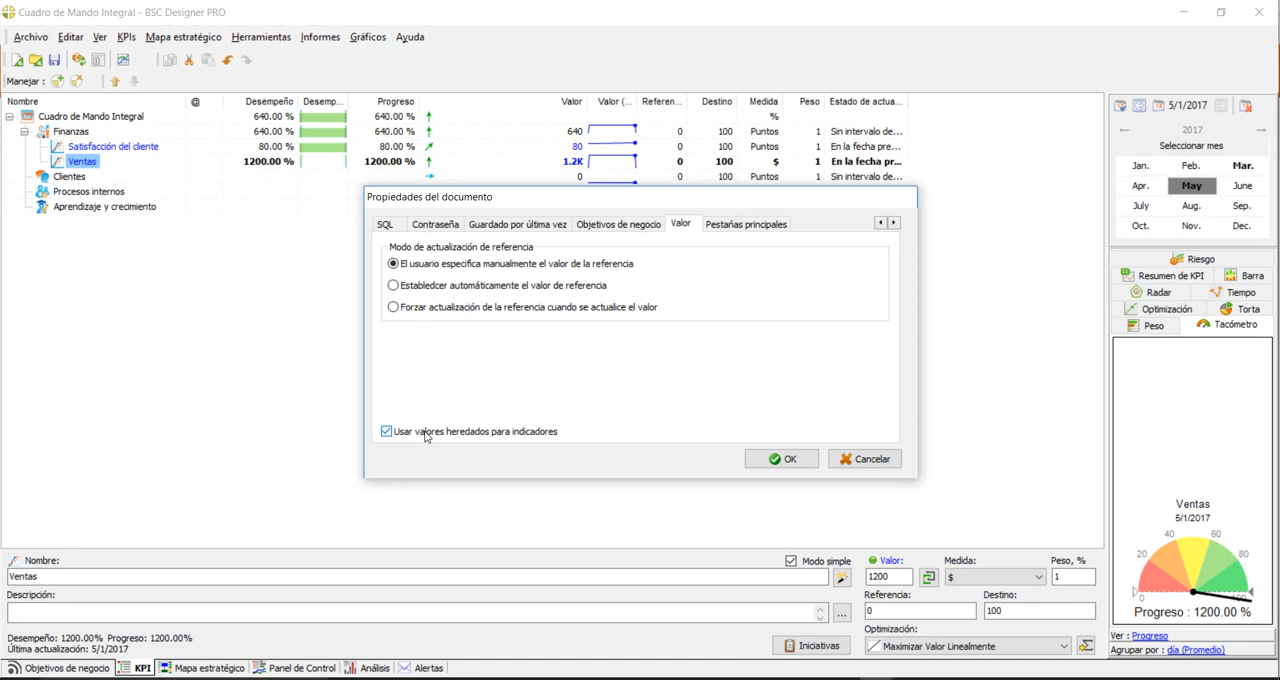 Cuadro de Mando Integral - BSC Designer PRO
Archivo Editar Ver KPIs Mapa estratégico Herramientas Informes Gráficos Ayuda
Manejar :
Nombre @ Desempeño Desemp... Progreso Valor Valor (... Referen... Destino Medida Peso Estado de actua...
Cuadro de Mando Integral 640.00 % 640.00 % %
Finanzas 640.00 % 640.00 % 640 0 100 Puntos 1 Sin intervalo de...
Satisfacción del cliente 80.00 % 80.00 % 80 0 100 Puntos 1 En la fecha pre...
Ventas 1200.00 % 1200.00 % 1.2K 0 100 $ 1 En la fecha pr...
Clientes 0 0 100 Puntos 1 Sin intervalo de...
Procesos internos
Aprendizaje y crecimiento
Propiedades del documento
SQL Contraseña Guardado por última vez Objetivos de negocio Valor Pestañas principales
Modo de actualización de referencia
El usuario especifica manualmente el valor de la referencia
Establedcer automáticamente el valor de referencia
Forzar actualización de la referencia cuando se actualice el valor
Usar valores heredados para indicadores
OK Cancelar
5/1/2017
2017
Seleccionar mes
Jan. Feb. Mar.
Apr. May June
July Aug. Sep.
Oct. Nov. Dec.
Riesgo
Resumen de KPI Barra
Radar Tiempo
Optimización Torta
Peso Tacómetro
Ventas
5/1/2017
0 20 40 60 80 100
Progreso : 1200.00 %
Ver : Progreso
Agrupar por : día (Promedio)
Nombre: Modo simple Valor: Medida: Peso, %
Ventas 1200 $ 1
Descripción: Referencia: Destino:
... 0 100
Optimización:
Desempeño: 1200.00% Progreso: 1200.00%
Última actualización: 5/1/2017
Iniciativas Maximizar Valor Linealmente
Objetivos de negocio KPI Mapa estratégico Panel de Control Análisis Alertas